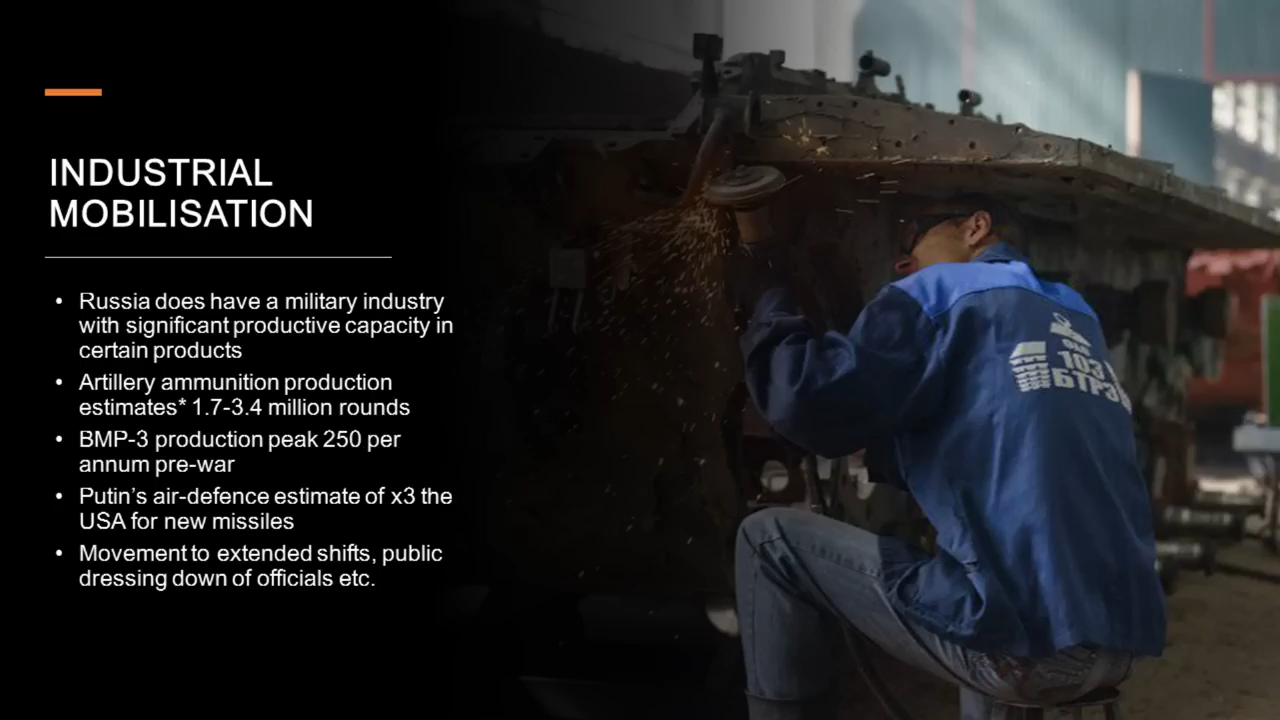 INDUSTRIAL
MOBILISATION
• Russia does have a military industry
with significant productive capacity in
certain products
• Artillery ammunition production
estimates* 1.7-3.4 million rounds
• BMP-3 production peak 250 per
annum pre-war
• Putin's air-defence estimate of x3 the
USA for new missiles
• Movement to extended shifts, public
dressing down of officials etc.
ОАО
103
БТРЗ